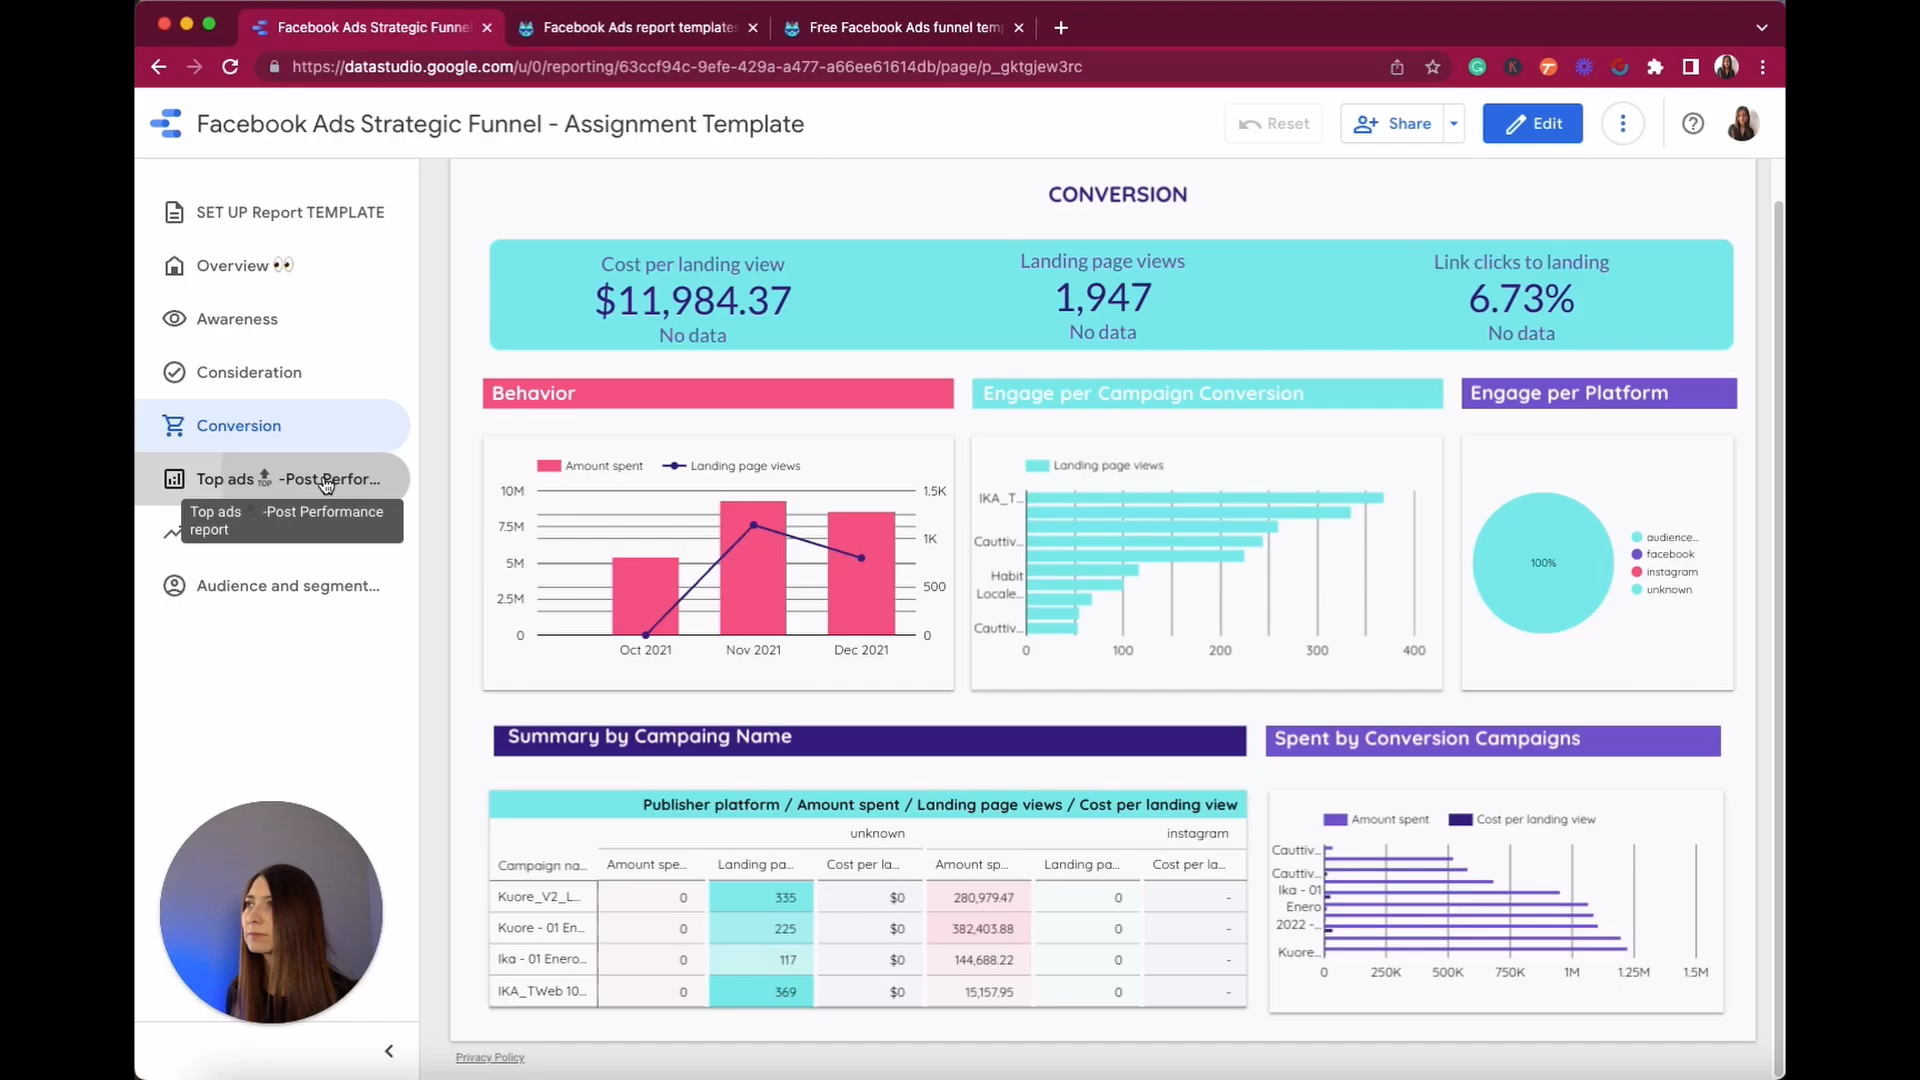 Facebook Ads Strategic Funne
Facebook Ads report template
Free Facebook Ads funnel tem
https://datastudio.google.com/u/0/reporting/63ccf94c-9efe-429a-a477-a66ee61614db/page/p_gktgjew3rc
Facebook Ads Strategic Funnel - Assignment Template
Reset
Share
Edit
SET UP Report TEMPLATE
Overview 👀
Awareness
Consideration
Conversion
Top ads 🔝 -Post Perfor...
Top ads -Post Performance
report
Audience and segment...
CONVERSION
Cost per landing view
$11,984.37
No data
Landing page views
1,947
No data
Link clicks to landing
6.73%
No data
Behavior
Engage per Campaign Conversion
Engage per Platform
Amount spent
Landing page views
10M
7.5M
5M
2.5M
0
1.5K
1K
500
0
Oct 2021
Nov 2021
Dec 2021
Landing page views
IKA_T...
Cauttiv...
Habit
Locale...
Cauttiv...
0
100
200
300
400
100%
audience...
facebook
instagram
unknown
Summary by Campaing Name
Spent by Conversion Campaigns
Publisher platform / Amount spent / Landing page views / Cost per landing view
unknown
instagram
Campaign na... Amount spe... Landing pa... Cost per la... Amount sp... Landing pa... Cost per la...
Kuore_V2_L... 0 335 $0 280,979.47 0 -
Kuore - 01 En... 0 225 $0 382,403.88 0 -
Ika - 01 Enero... 0 117 $0 144,688.22 0 -
IKA_TWeb 10... 0 369 $0 15,157.95 0 -
Amount spent
Cost per landing view
Cauttiv...
Cauttiv...
Ika - 01
Enero
2022 -...
Kuore...
0
250K
500K
750K
1M
1.25M
1.5M
Privacy Policy